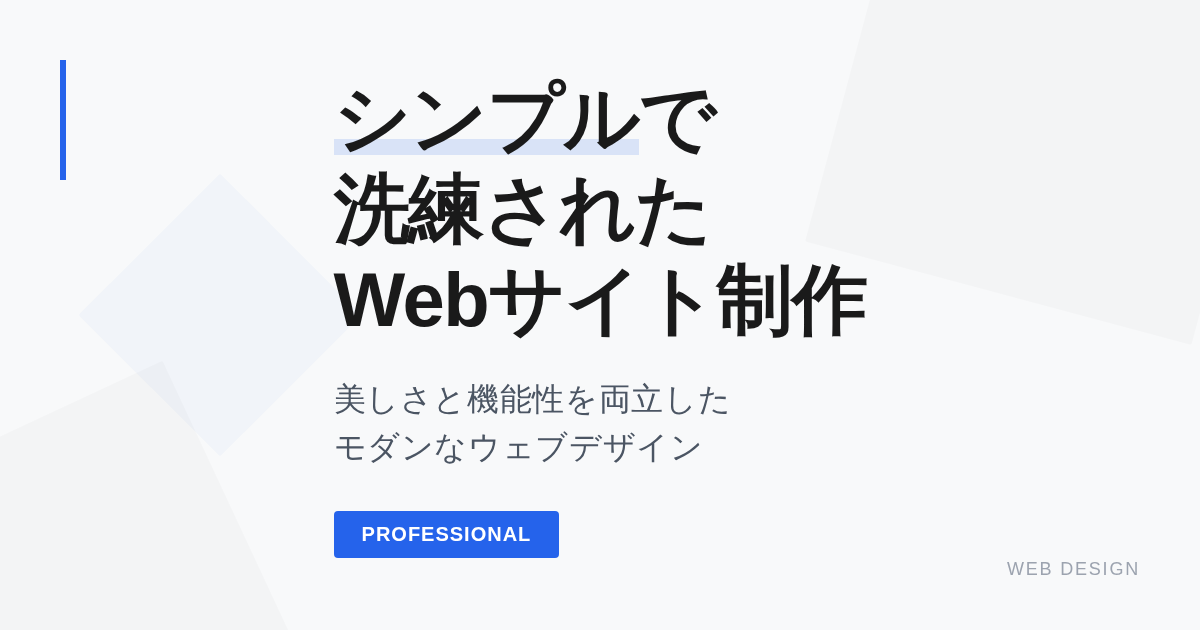 シンプルで
洗練された
Webサイト制作
美しさと機能性を両立した
モダンなウェブデザイン
PROFESSIONAL
WEB DESIGN